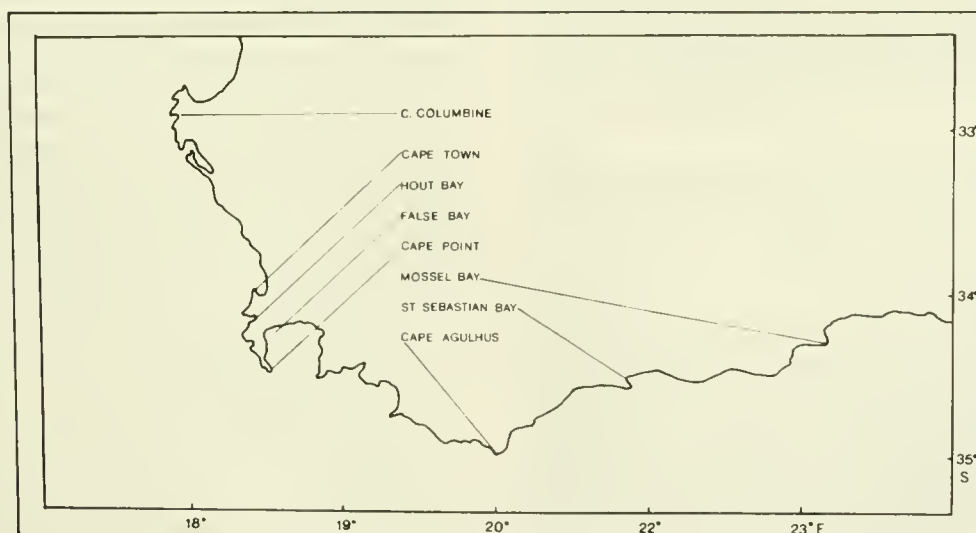 C. COLUMBINE
33°
CAPE TOWN
HOUT BAY
FALSE BAY
CAPE POINT
MOSSEL BAY
34°
ST SEBASTIAN BAY
CAPE AGULHUS
35°
S
18° 19° 20° 22° 23° E